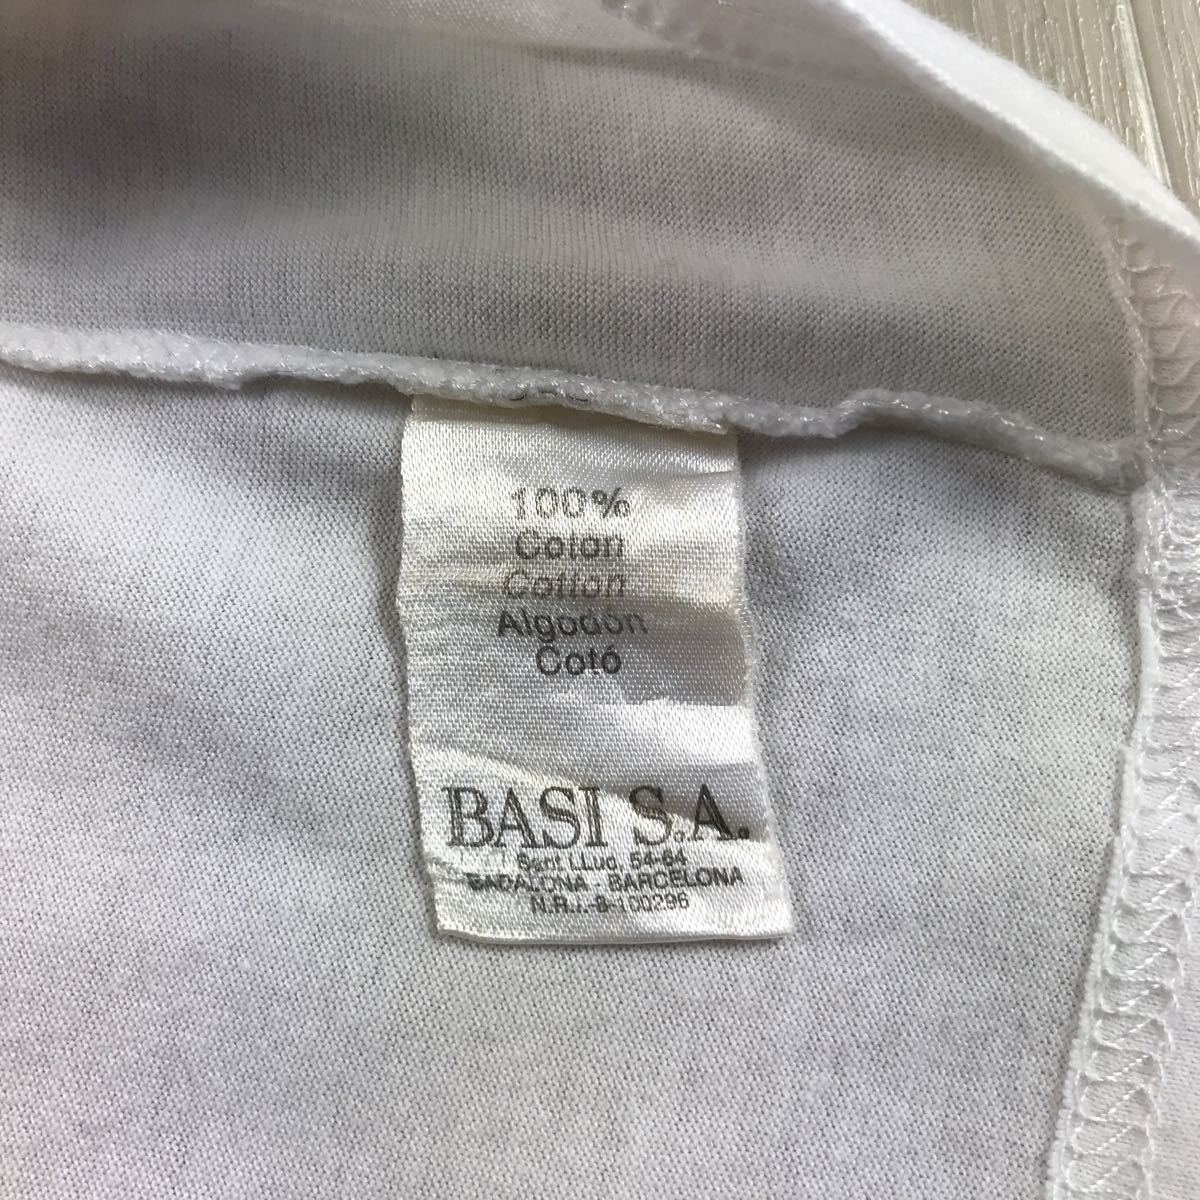 100%
Coton
Cotton
Algodón
Cotó
BASI S.A.
Sant LLuc, 54-64
BADALONA - BARCELONA
N.R.I.-8-100296